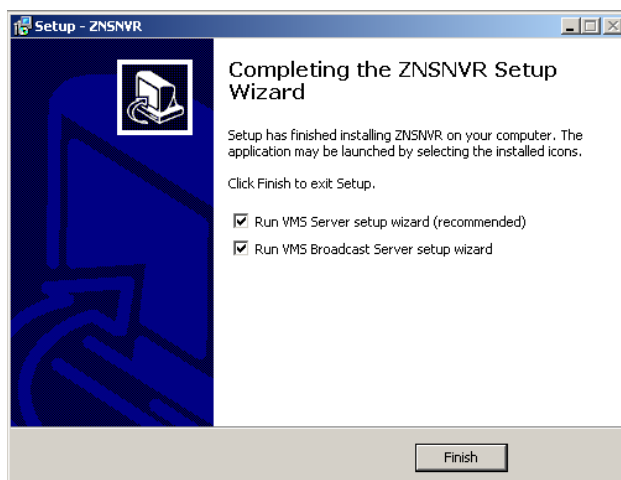 Setup - ZNSNVR
Completing the ZNSNVR Setup
Wizard
Setup has finished installing ZNSNVR on your computer. The
application may be launched by selecting the installed icons.
Click Finish to exit Setup.
Run VMS Server setup wizard (recommended)
Run VMS Broadcast Server setup wizard
Finish